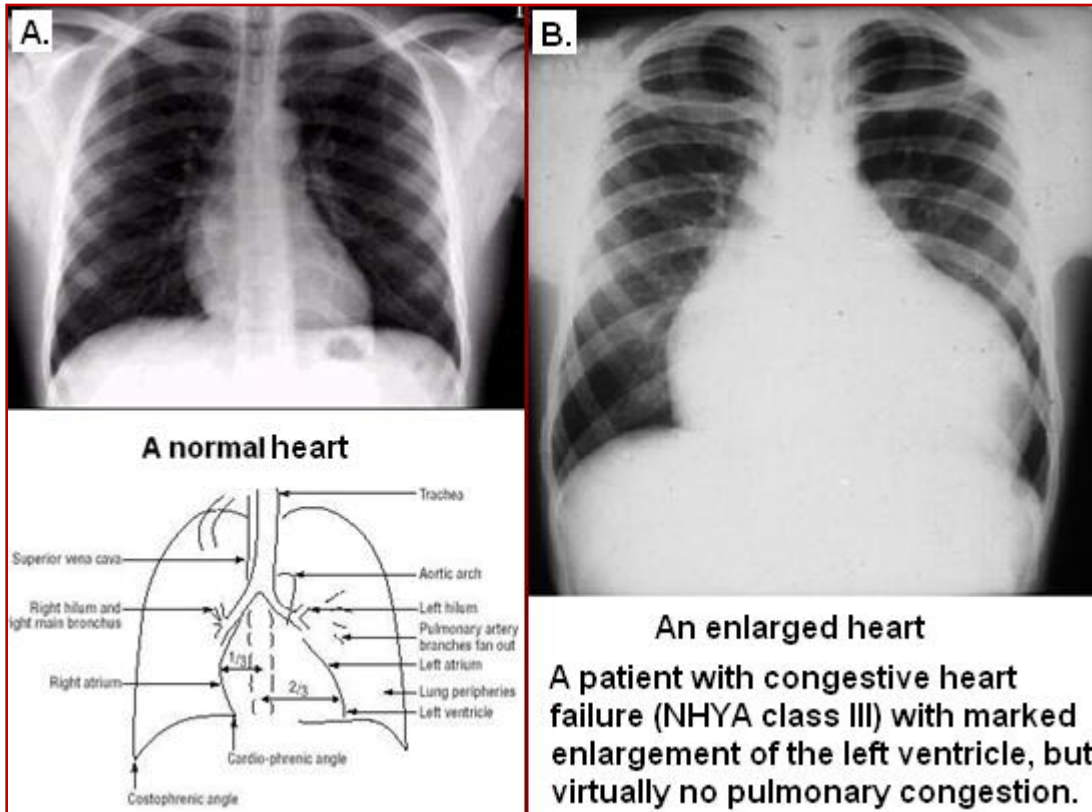 A.
A normal heart
Trachea
Superior vena cava
Aortic arch
Right hilum and
ight main bronchus
Left hilum
Pulmonary artery
branches fan out
1/3
Left atrium
Right atrium
2/3
Lung peripheries
Left ventricle
Cardio-phrenic angle
Costophrenic angle
B.
An enlarged heart
A patient with congestive heart
failure (NHYA class III) with marked
enlargement of the left ventricle, but
virtually no pulmonary congestion.